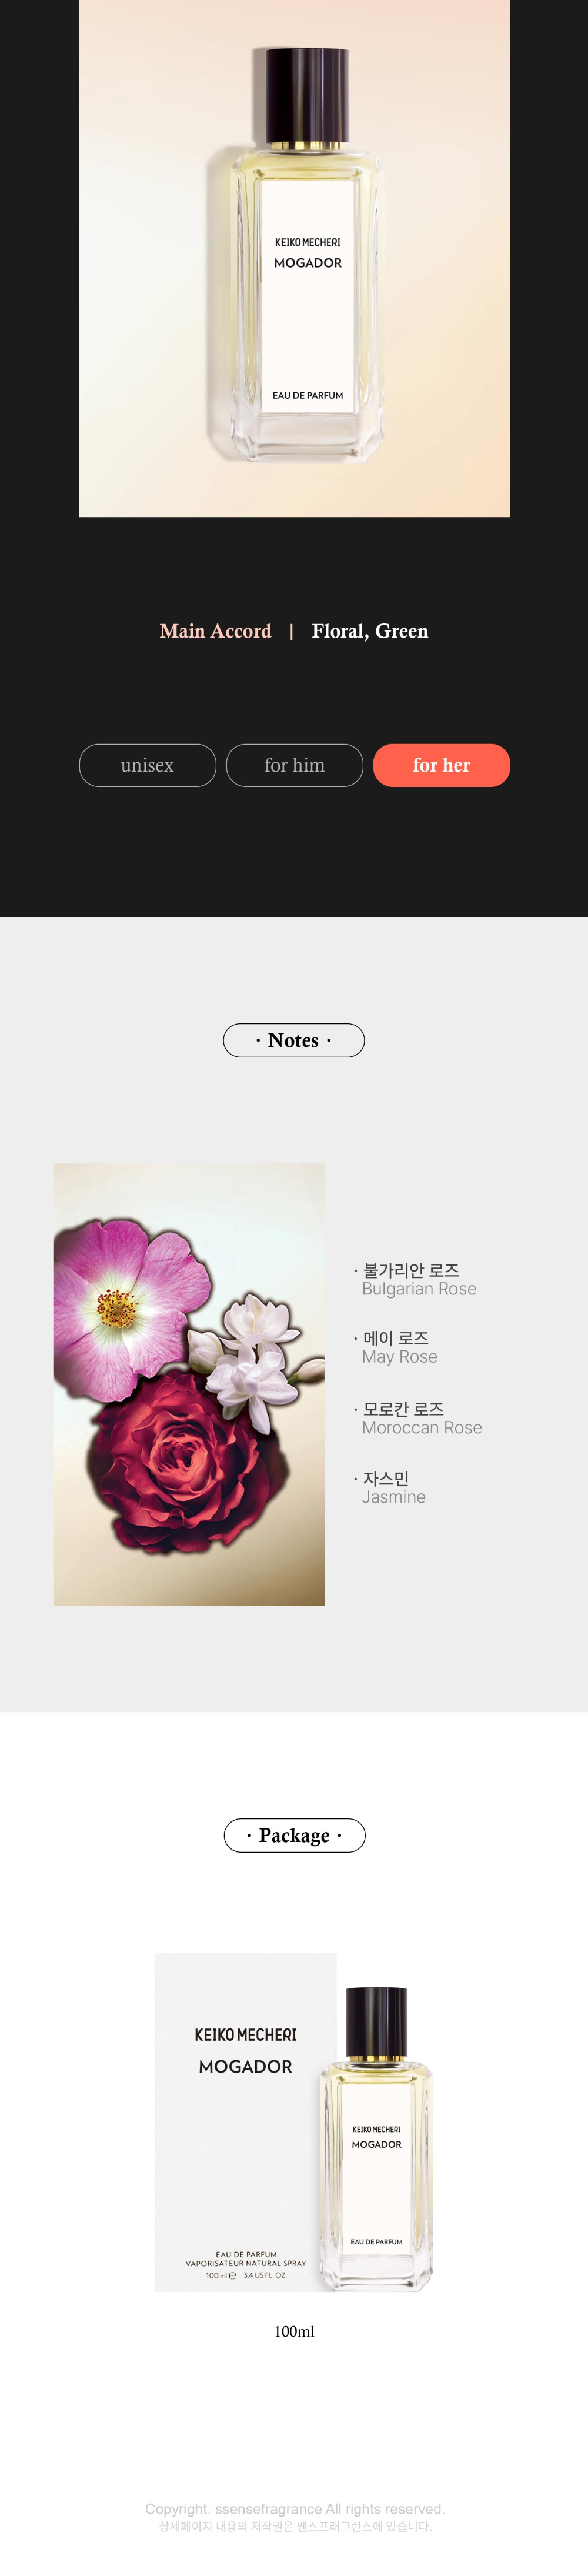 KEIKO MECHERI
MOGADOR
EAU DE PARFUM
Main Accord | Floral, Green
unisex
for him
for her
· Notes ·
· 불가리안 로즈
Bulgarian Rose
· 메이 로즈
May Rose
· 모로칸 로즈
Moroccan Rose
· 자스민
Jasmine
· Package ·
KEIKO MECHERI
MOGADOR
EAU DE PARFUM
VAPORISATEUR NATURAL SPRAY
100 ml ℮ 3.4 US FL OZ
KEIKO MECHERI
MOGADOR
EAU DE PARFUM
100ml
Copyright. ssensefragrance All rights reserved.
상세페이지 내용의 저작권은 쎈스프래그런스에 있습니다.